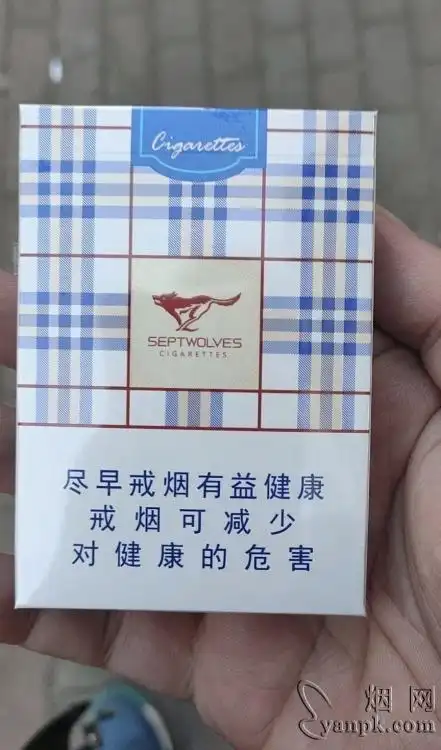 Cigarettes
SEPTWOLVES
CIGARETTES
尽早戒烟有益健康
戒烟可减少
对健康的危害
烟网
yanpk.com